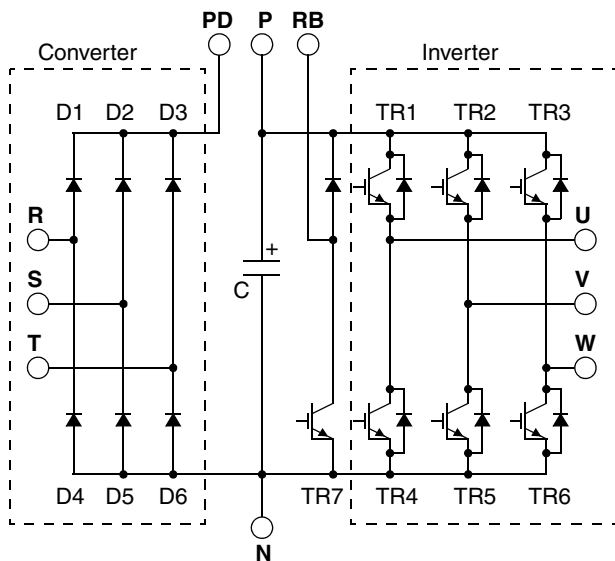 PD P RB
Converter Inverter
D1 D2 D3 TR1 TR2 TR3
R U
+
S C V
T W
D4 D5 D6 TR7 TR4 TR5 TR6
N